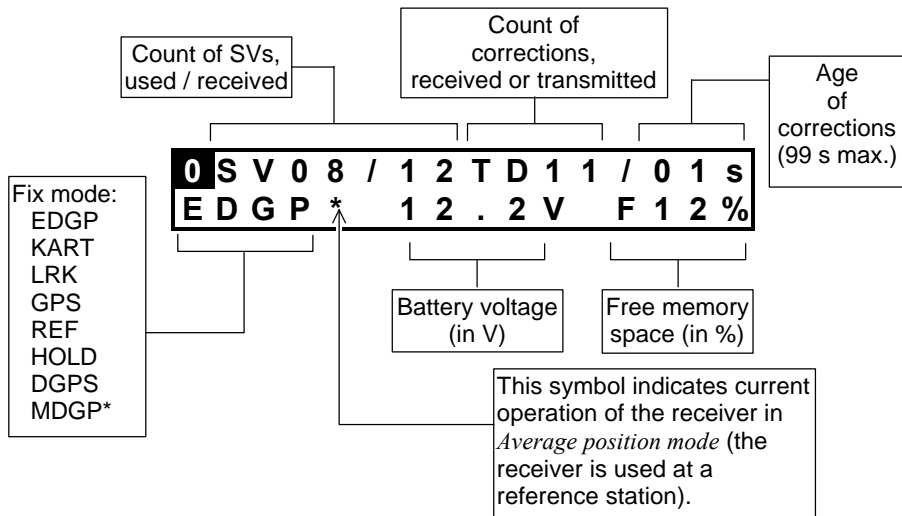 Count of SVs,
used / received
Count of
corrections,
received or transmitted
Age
of
corrections
(99 s max.)
0SV08/12TD11/01s
EDGP* 12.2V F12%
Fix mode:
EDGP
KART
LRK
GPS
REF
HOLD
DGPS
MDGP*
Battery voltage
(in V)
Free memory
space (in %)
This symbol indicates current
operation of the receiver in
Average position mode (the
receiver is used at a
reference station).